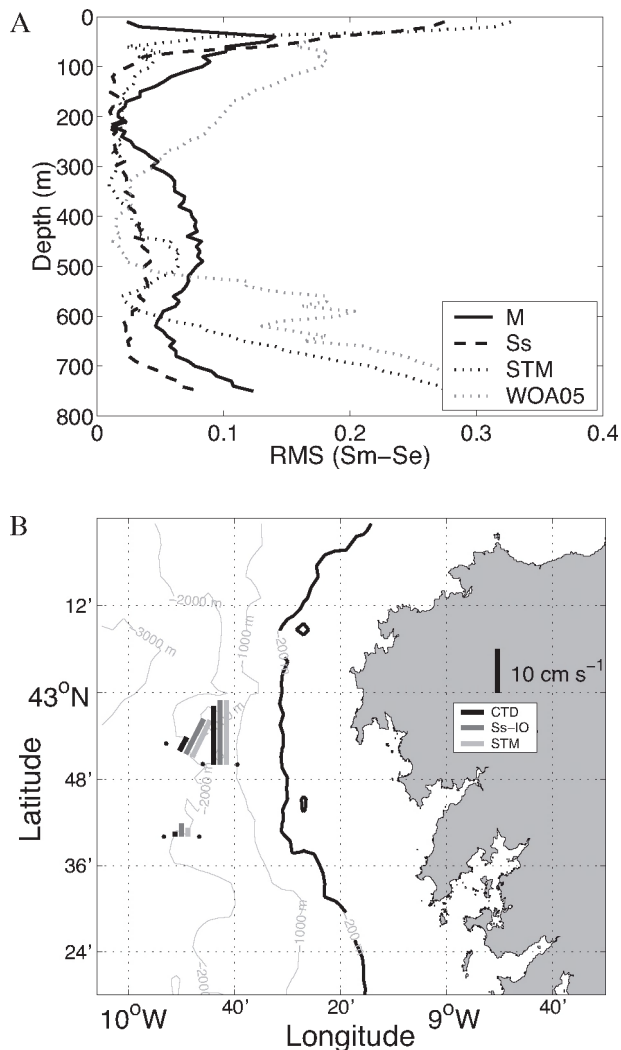 A
0
100
200
300
400
500
600
700
800
Depth (m)
M
Ss
STM
WOA05
0
0.1
0.2
0.3
0.4
RMS (Sm−Se)
B
12'
43°N
48'
36'
24'
Latitude
−3000 m
−2000 m
−1000 m
−200 m
−2000 m
−1000 m
−200 m
−2000
10 cm s⁻¹
CTD
Ss−IO
STM
10°W
40'
20'
9°W
40'
Longitude